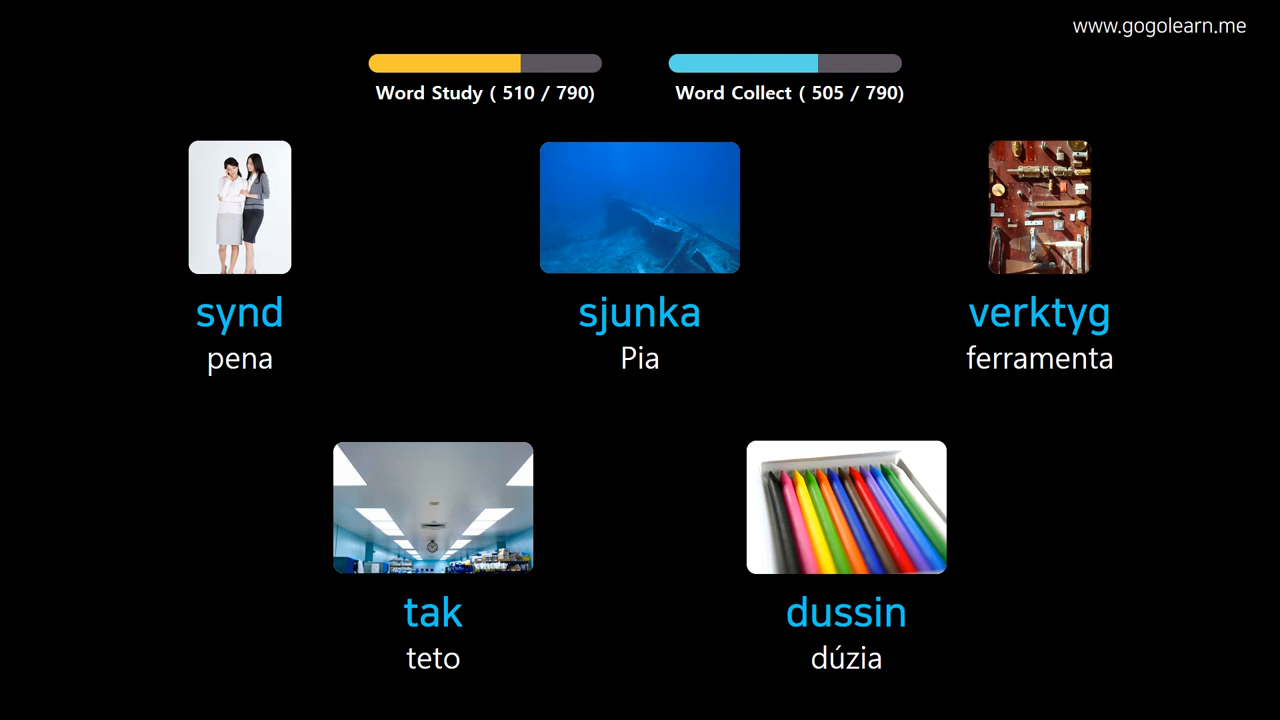 www.gogolearn.me
Word Study ( 510 / 790)
Word Collect ( 505 / 790)
synd
pena
sjunka
Pia
verktyg
ferramenta
tak
teto
dussin
dúzia